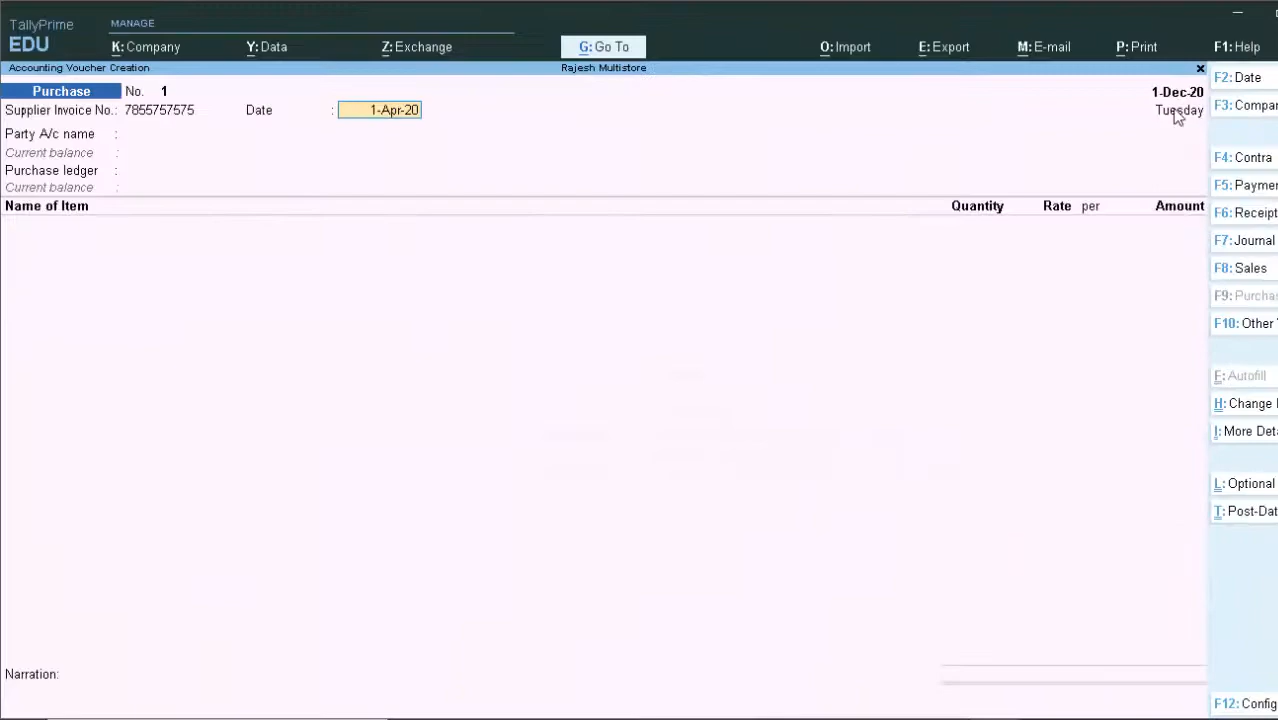 TallyPrime
EDU
MANAGE
K: Company Y: Data Z: Exchange G: Go To O: Import E: Export M: E-mail P: Print F1: Help
Accounting Voucher Creation Rajesh Multistore ×
Purchase No. 1 1-Dec-20
Supplier Invoice No.: 7855757575 Date : 1-Apr-20 Tuesday
Party A/c name :
Current balance :
Purchase ledger :
Current balance :
Name of Item Quantity Rate per Amount
Narration:
F2: Date
F3: Compar
F4: Contra
F5: Paymer
F6: Receipt
F7: Journal
F8: Sales
F9: Purcha
F10: Other
F: Autofill
H: Change
I: More Deta
L: Optional
T: Post-Dat
F12: Config